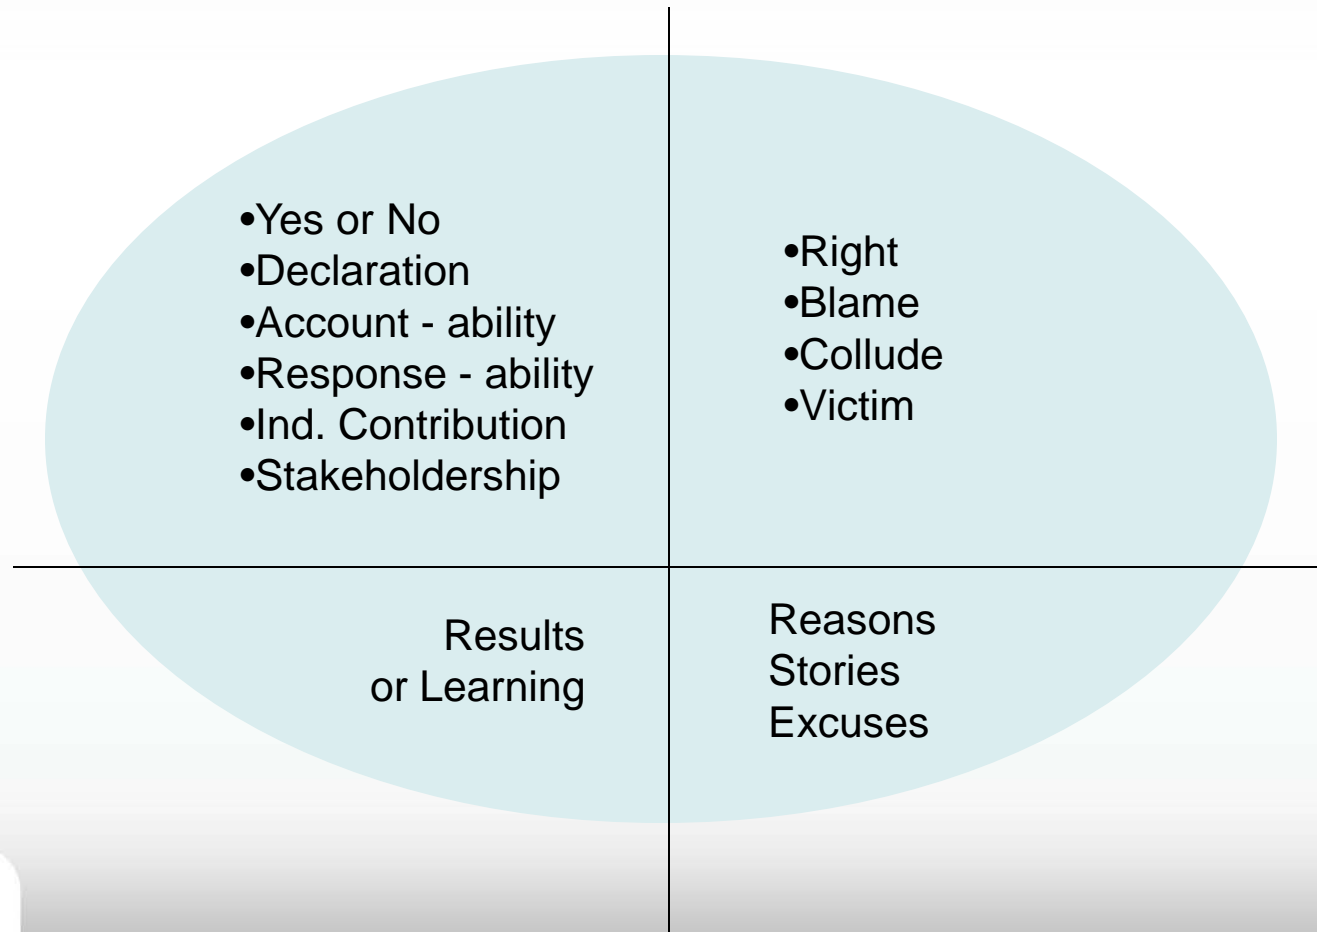 •Yes or No
•Declaration
•Account - ability
•Response - ability
•Ind. Contribution
•Stakeholdership
•Right
•Blame
•Collude
•Victim
Results
or Learning
Reasons
Stories
Excuses